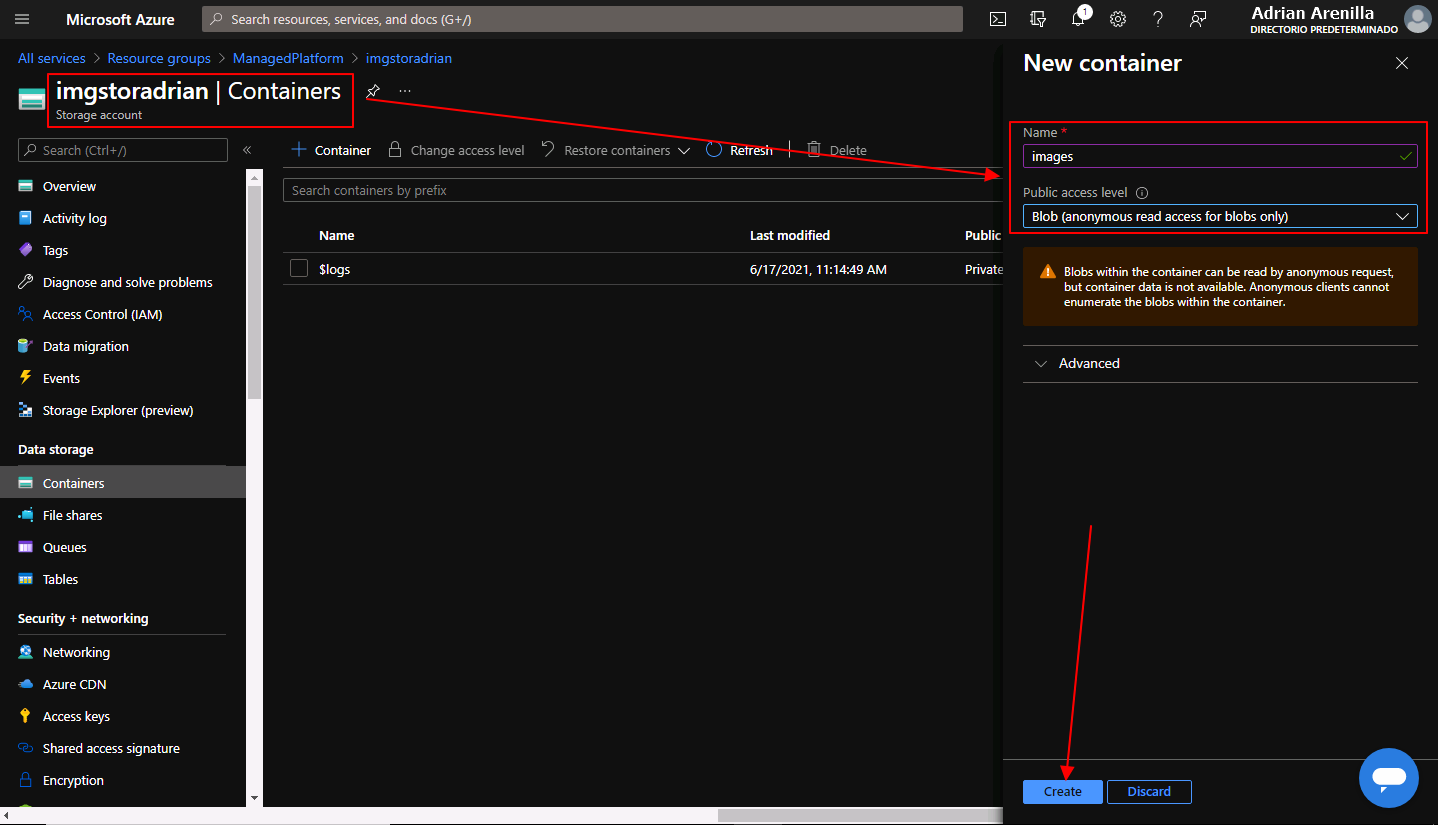 Microsoft Azure
Search resources, services, and docs (G+/)
1
Adrian Arenilla
DIRECTORIO PREDETERMINADO
All services > Resource groups > ManagedPlatform > imgstoradrian
imgstoradrian | Containers
Storage account
Search (Ctrl+/)
Overview
Activity log
Tags
Diagnose and solve problems
Access Control (IAM)
Data migration
Events
Storage Explorer (preview)
Data storage
Containers
File shares
Queues
Tables
Security + networking
Networking
Azure CDN
Access keys
Shared access signature
Encryption
Container Change access level Restore containers Refresh Delete
Search containers by prefix
Name Last modified Public
$logs 6/17/2021, 11:14:49 AM Private
New container
Name *
images
Public access level
Blob (anonymous read access for blobs only)
Blobs within the container can be read by anonymous request,
but container data is not available. Anonymous clients cannot
enumerate the blobs within the container.
Advanced
Create Discard